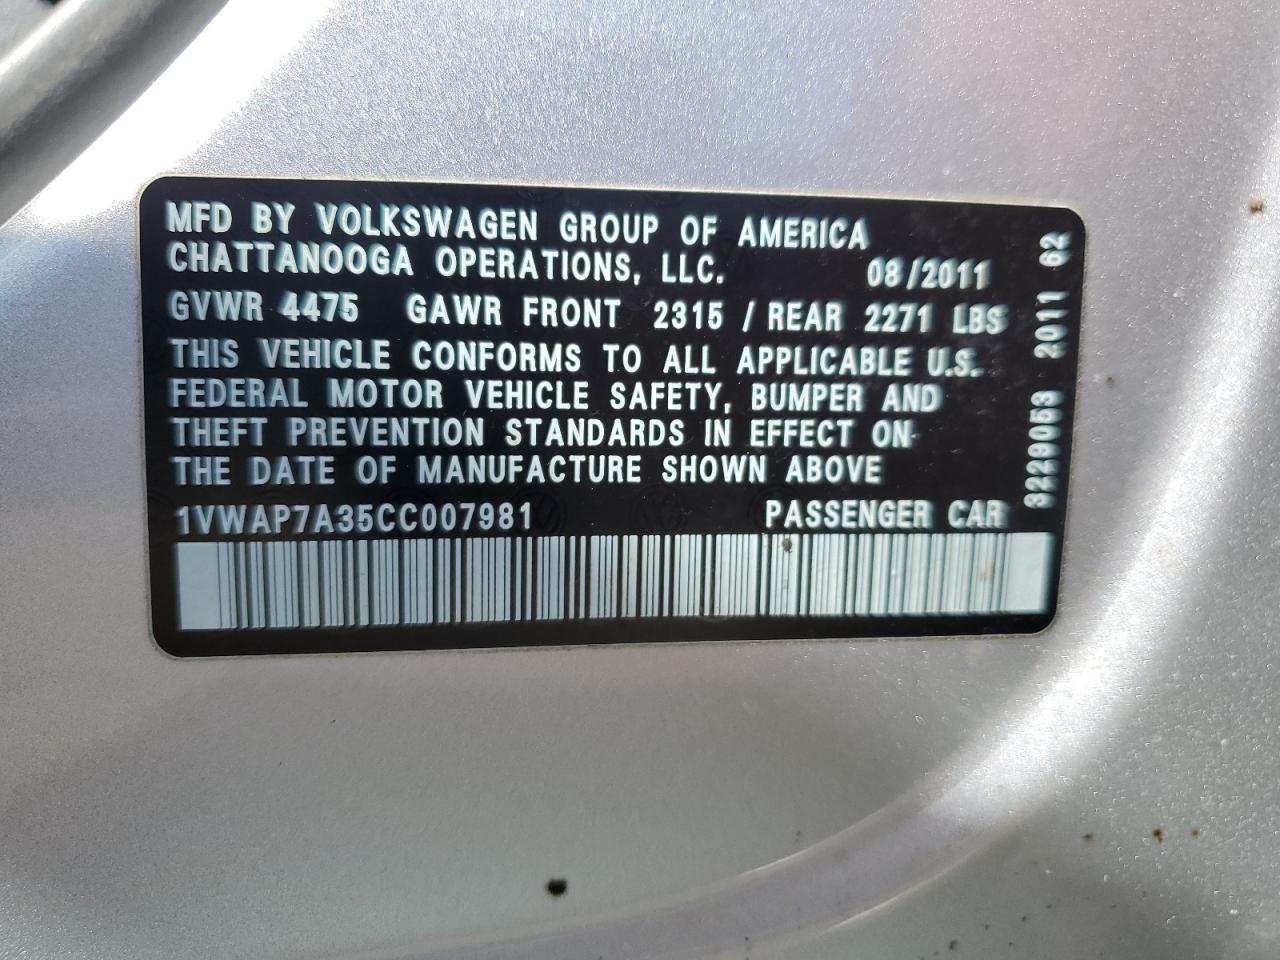 MFD BY VOLKSWAGEN GROUP OF AMERICA
CHATTANOOGA OPERATIONS, LLC. 08/2011
GVWR 4475 GAWR FRONT 2315 / REAR 2271 LBS
THIS VEHICLE CONFORMS TO ALL APPLICABLE U.S.
FEDERAL MOTOR VEHICLE SAFETY, BUMPER AND
THEFT PREVENTION STANDARDS IN EFFECT ON
THE DATE OF MANUFACTURE SHOWN ABOVE
1VWAP7A35CC007981 PASSENGER CAR
3229053 2011 62